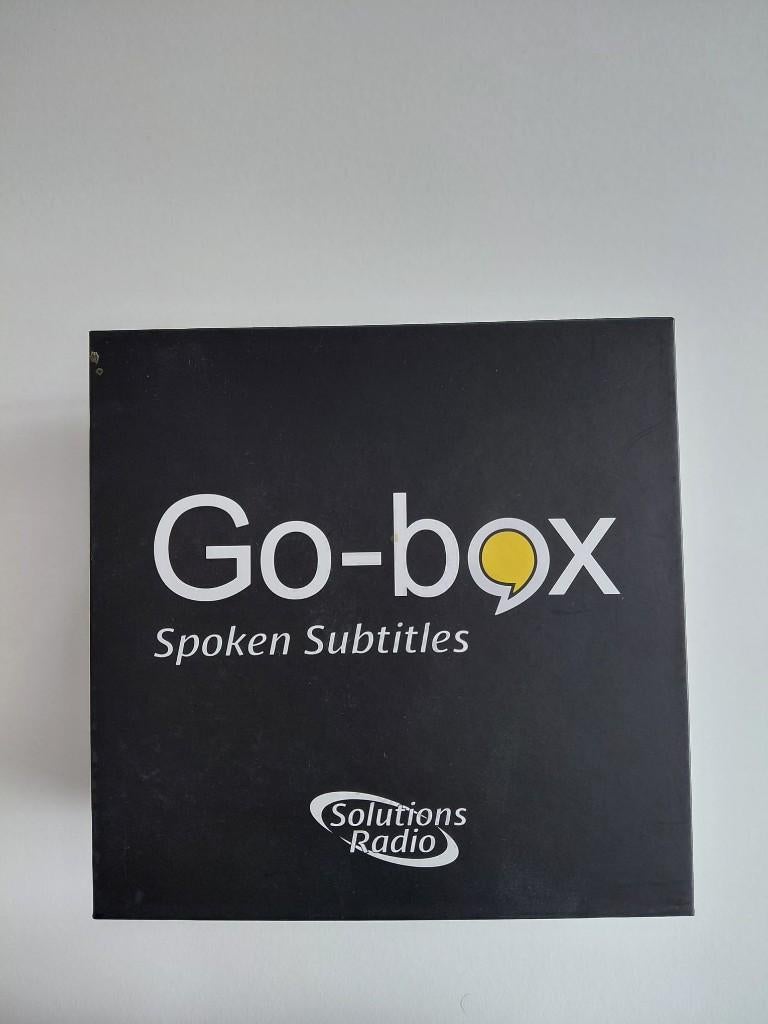 Go-box
Spoken Subtitles
Solutions
Radio